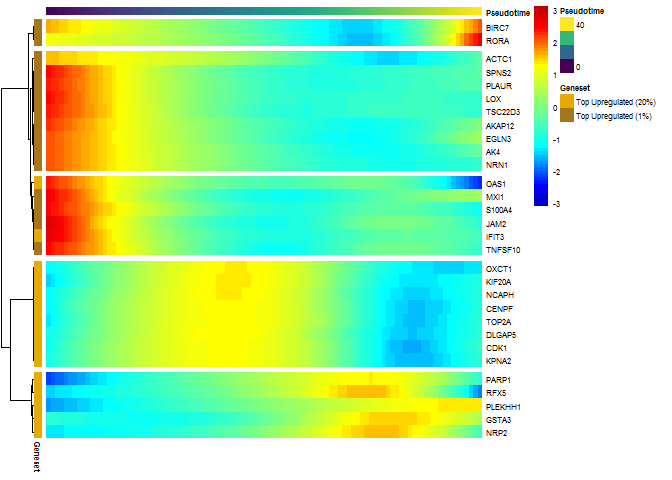 Pseudotime
BIRC7
RORA
ACTC1
SPNS2
PLAUR
LOX
TSC22D3
AKAP12
EGLN3
AK4
NRN1
OAS1
MXI1
S100A4
JAM2
IFIT3
TNFSF10
OXCT1
KIF20A
NCAPH
CENPF
TOP2A
DLGAP5
CDK1
KPNA2
PARP1
RFX5
PLEKHH1
GSTA3
NRP2
Geneset
3
2
1
0
-1
-2
-3
Pseudotime
40
0
Geneset
Top Upregulated (20%)
Top Upregulated (1%)